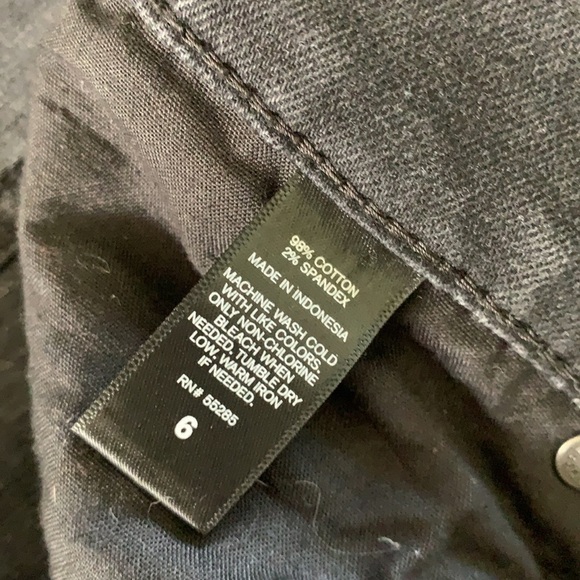 98% COTTON
2% SPANDEX
MADE iN iNDONESIA
MACHINE WASH COLD
WITH LIKE COLORS.
ONLY NON-CHLORINE
BLEACH WHEN
NEEDED. TUMBLE DRY
LOW. WARM IRON
IF NEEDED.
RN# 55285
6